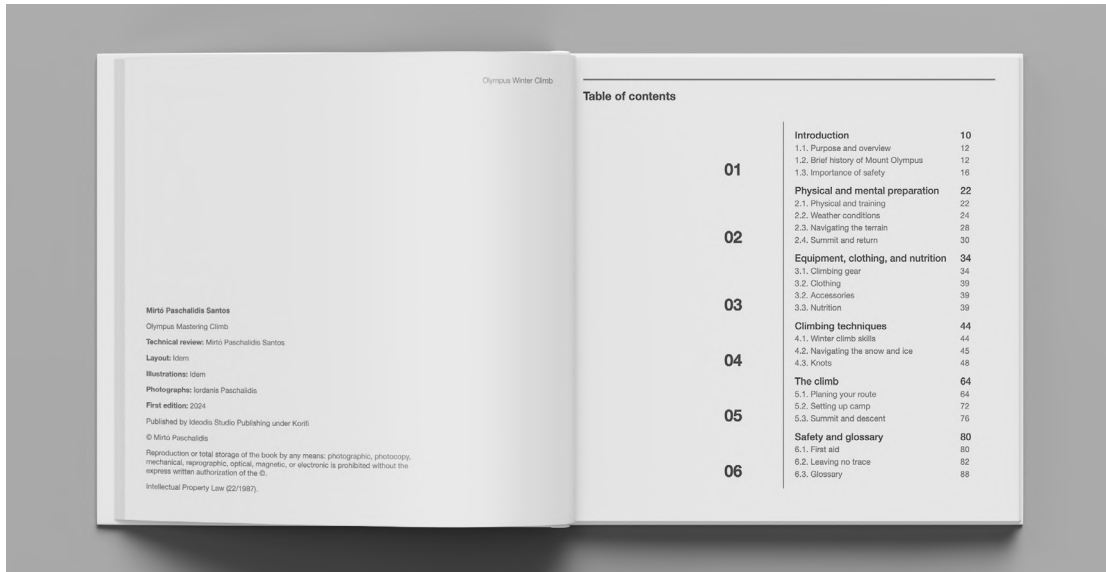 Olympus Winter Climb
Mirtó Paschalidis Santos
Olympus Mastering Climb
Technical review: Mirtó Paschalidis Santos
Layout: Idem
Illustrations: Idem
Photographs: Iordanis Paschalidis
First edition: 2024
Published by Ideodis Studio Publishing under Koriti
© Mirtó Paschalidis
Reproduction or total storage of the book by any means: photographic, photocopy,
mechanical, reprographic, optical, magnetic, or electronic is prohibited without the
express written authorization of the ©.
Intellectual Property Law (22/1987).
Table of contents
01
Introduction 10
1.1. Purpose and overview 12
1.2. Brief history of Mount Olympus 12
1.3. Importance of safety 16
02
Physical and mental preparation 22
2.1. Physical and training 22
2.2. Weather conditions 24
2.3. Navigating the terrain 28
2.4. Summit and return 30
03
Equipment, clothing, and nutrition 34
3.1. Climbing gear 34
3.2. Clothing 39
3.2. Accessories 39
3.3. Nutrition 39
04
Climbing techniques 44
4.1. Winter climb skills 44
4.2. Navigating the snow and ice 45
4.3. Knots 48
05
The climb 64
5.1. Planing your route 64
5.2. Setting up camp 72
5.3. Summit and descent 76
06
Safety and glossary 80
6.1. First aid 80
6.2. Leaving no trace 82
6.3. Glossary 88